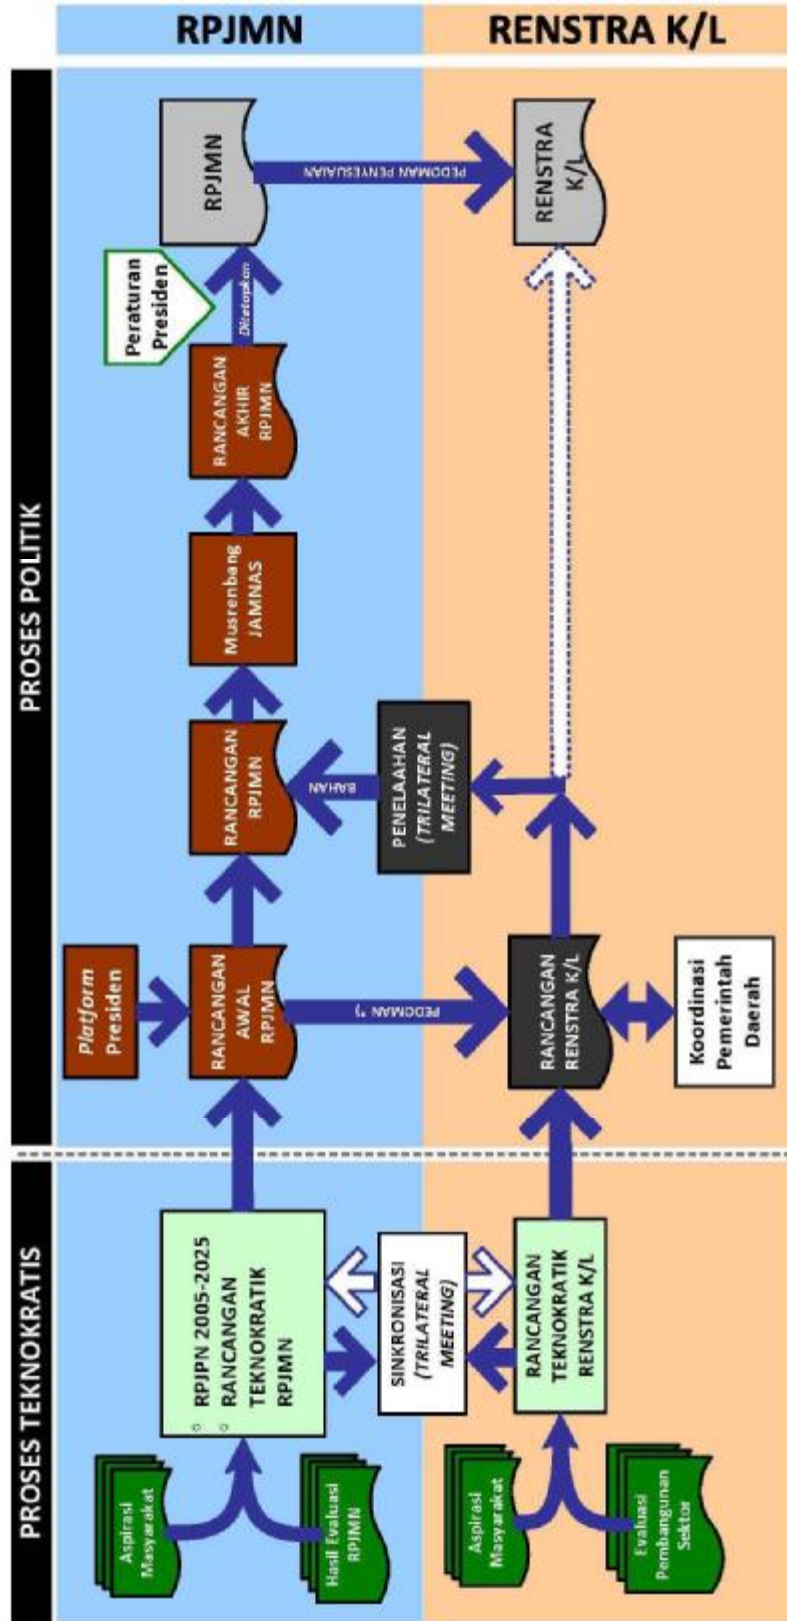 PROSES TEKNOKRATIS
PROSES POLITIK
RPJMN
Aspirasi
Masyarakat
Hasil Evaluasi
RPJMN
○ RPJPN 2005-2025
○ RANCANGAN
TEKNOKRATIK
RPJMN
Platform
Presiden
RANCANGAN
AWAL
RPJMN
RANCANGAN
RPJMN
Musrenbang
JAMNAS
RANCANGAN
AKHIR
RPJMN
Peraturan
Presiden
Ditetapkan
RPJMN
SINKRONISASI
(TRILATERAL
MEETING)
PEDOMAN *)
BAHAN
PENELAAHAN
(TRILATERAL
MEETING)
PEDOMAN PENYESUAIAN
RENSTRA K/L
Aspirasi
Masyarakat
Evaluasi
Pembangunan
Sektor
RANCANGAN
TEKNOKRATIK
RENSTRA K/L
RANCANGAN
RENSTRA K/L
Koordinasi
Pemerintah
Daerah
RENSTRA
K/L